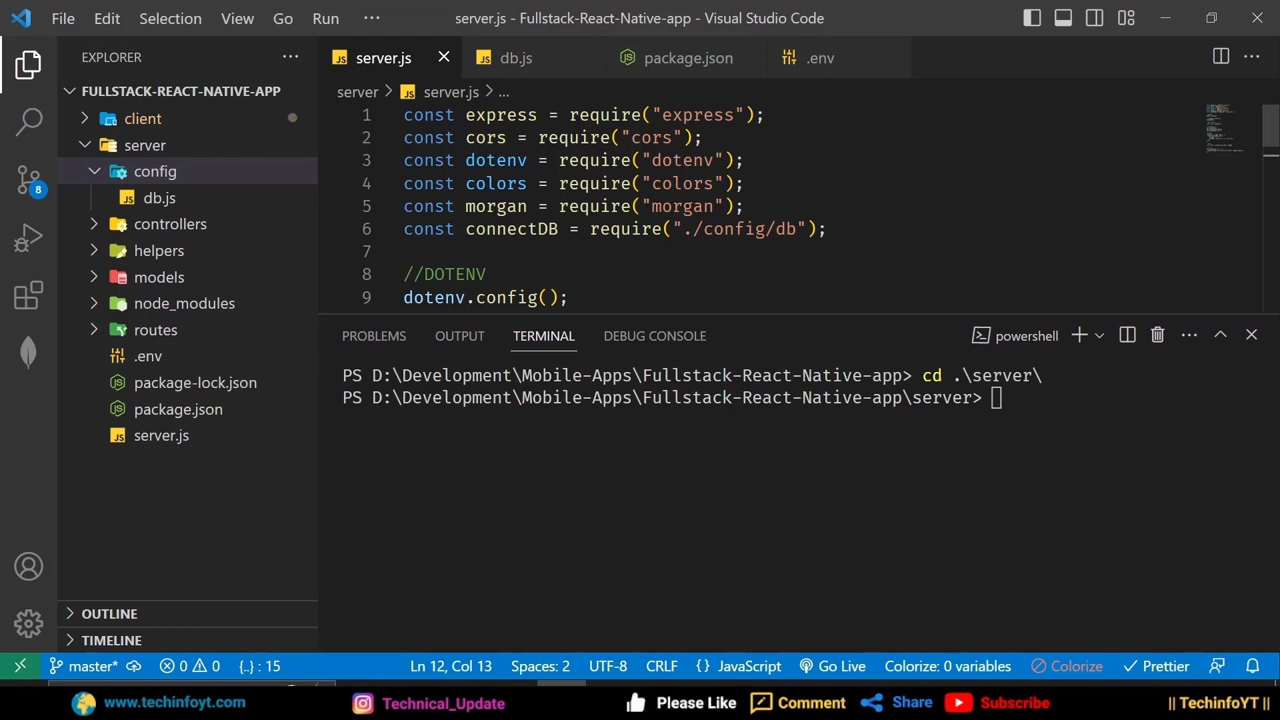 File Edit Selection View Go Run ··· server.js - Fullstack-React-Native-app - Visual Studio Code
EXPLORER ···
server.js db.js package.json .env ···
FULLSTACK-REACT-NATIVE-APP
server > server.js > ...
client
server
config
db.js
controllers
helpers
models
node_modules
routes
.env
package-lock.json
package.json
server.js
8
OUTLINE
TIMELINE
1 const express = require("express");
2 const cors = require("cors");
3 const dotenv = require("dotenv");
4 const colors = require("colors");
5 const morgan = require("morgan");
6 const connectDB = require("./config/db");
7
8 //DOTENV
9 dotenv.config();
PROBLEMS OUTPUT TERMINAL DEBUG CONSOLE powershell ···
PS D:\Development\Mobile-Apps\Fullstack-React-Native-app> cd .\server\
PS D:\Development\Mobile-Apps\Fullstack-React-Native-app\server>
master* 0 0 {..} : 15 Ln 12, Col 13 Spaces: 2 UTF-8 CRLF {} JavaScript Go Live Colorize: 0 variables Colorize Prettier
www.techinfoyt.com Technical_Update Please Like Comment Share Subscribe || TechinfoYT ||